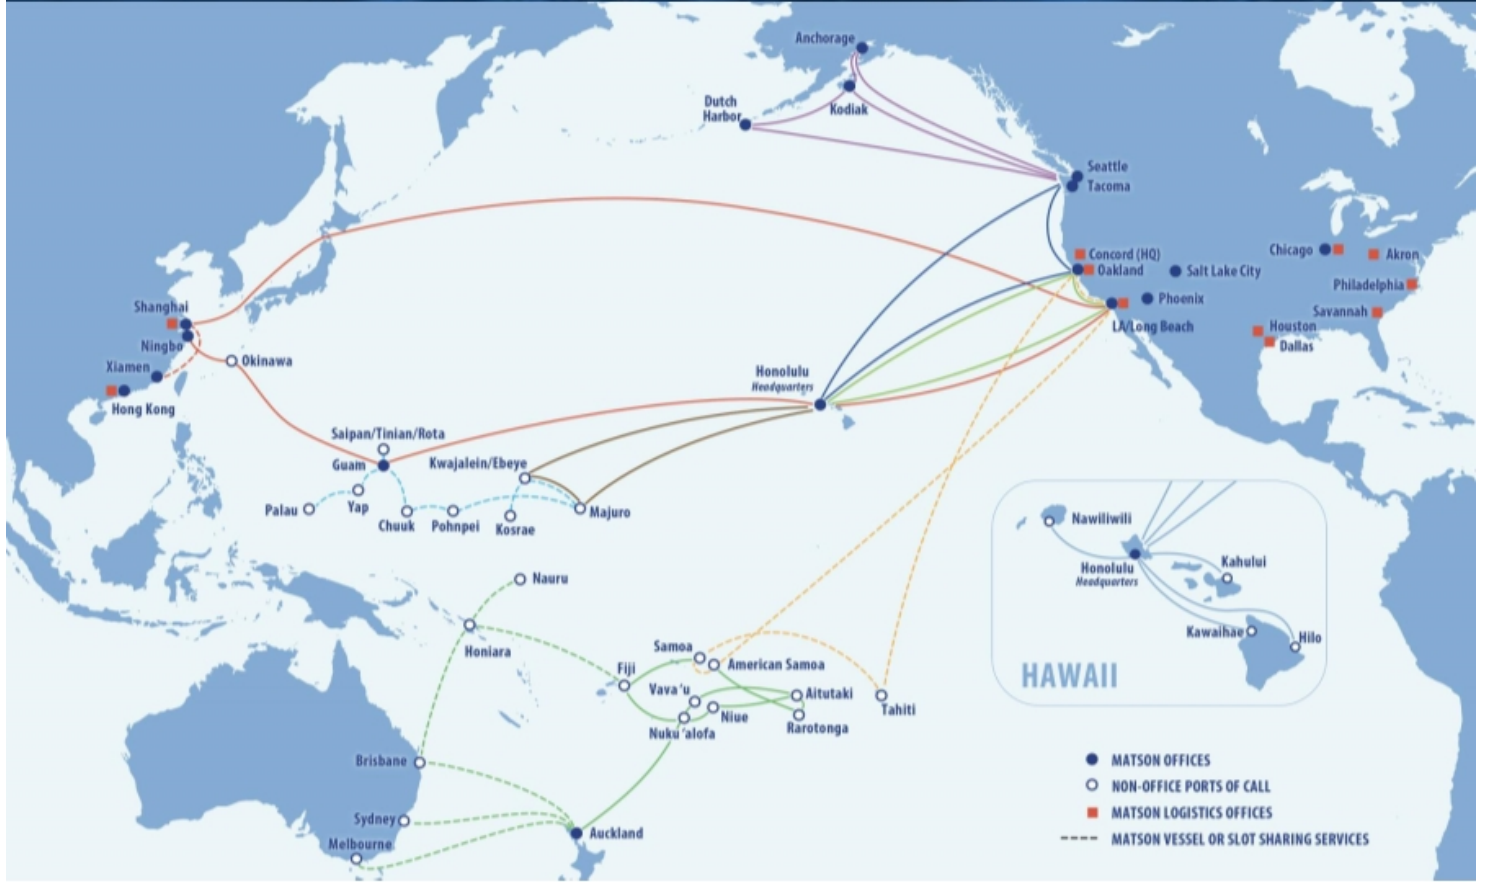 Anchorage
Dutch
Harbor
Kodiak
Seattle
Tacoma
Concord (HQ)
Oakland
Salt Lake City
Phoenix
LA/Long Beach
Chicago
Akron
Philadelphia
Savannah
Houston
Dallas
Shanghai
Ningbo
Xiamen
Hong Kong
Okinawa
Honolulu
Headquarters
Saipan/Tinian/Rota
Guam
Kwajalein/Ebeye
Palau
Yap
Chuuk
Pohnpei
Kosrae
Majuro
Nauru
Honiara
Samoa
American Samoa
Fiji
Vava'u
Aitutaki
Niue
Nuku'alofa
Rarotonga
Tahiti
Brisbane
Sydney
Melbourne
Auckland
Nawiliwili
Honolulu
Headquarters
Kahului
Kawaihae
Hilo
HAWAII
MATSON OFFICES
NON-OFFICE PORTS OF CALL
MATSON LOGISTICS OFFICES
MATSON VESSEL OR SLOT SHARING SERVICES